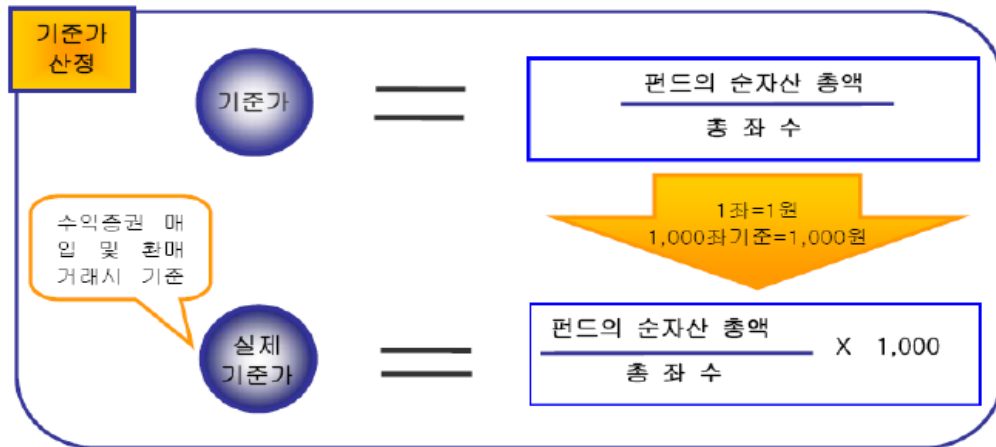 기준가
산정
기준가
펀드의 순자산 총액
총 좌 수
1좌=1원
1,000좌기준=1,000원
수익증권 매
입 및 환매
거래시 기준
실제
기준가
펀드의 순자산 총액
총 좌 수
X 1,000